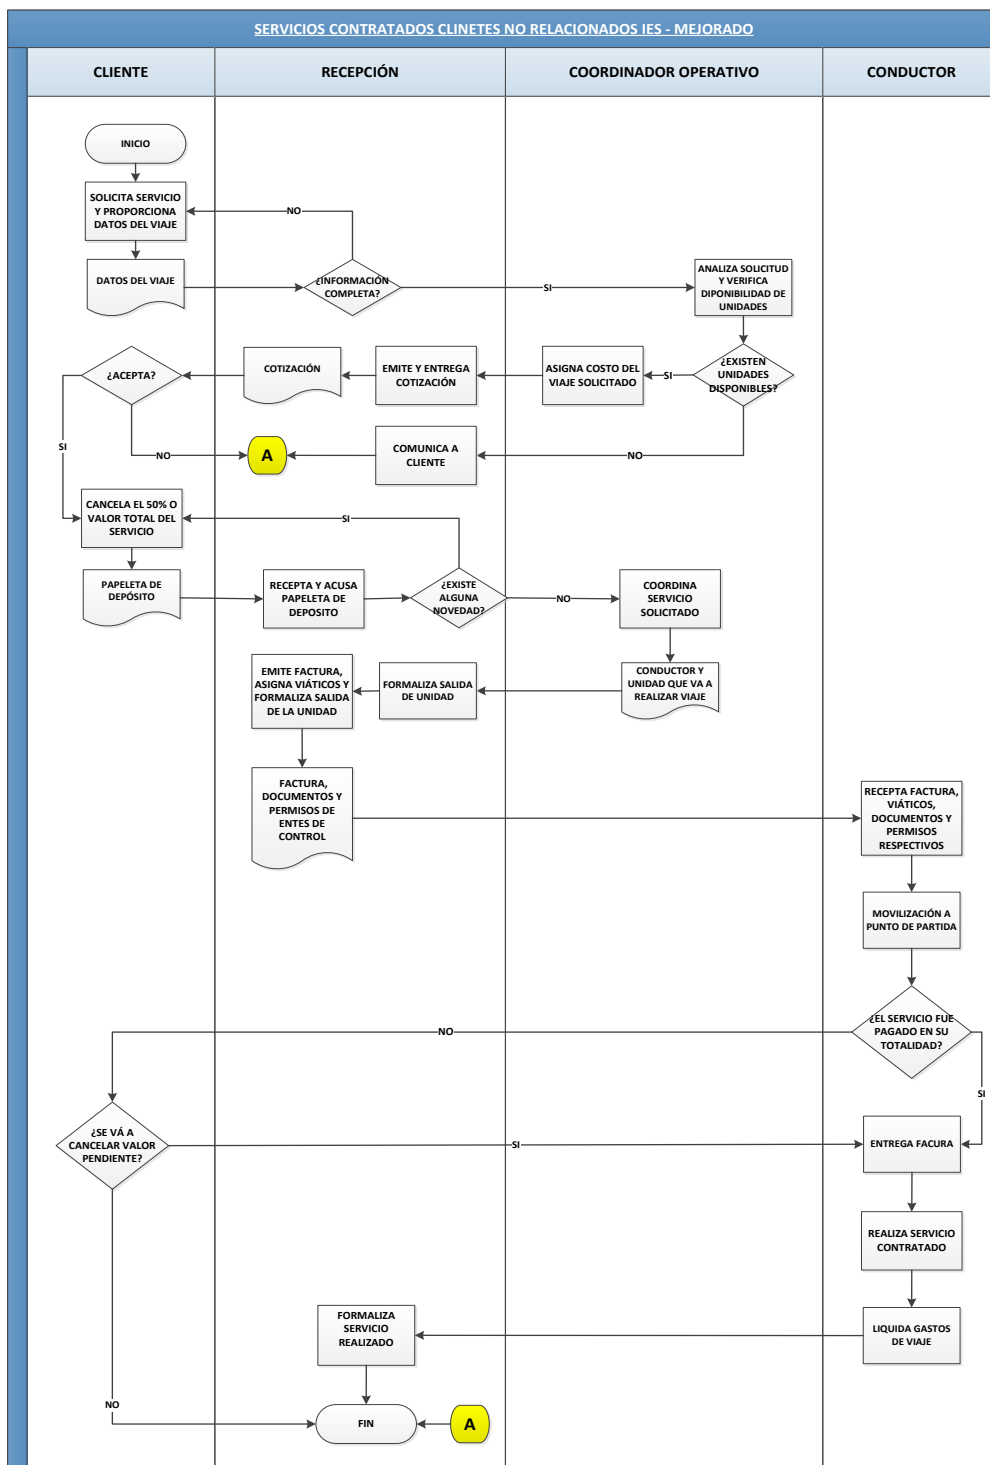 SERVICIOS CONTRATADOS CLINETES NO RELACIONADOS IES - MEJORADO
CLIENTE
RECEPCIÓN
COORDINADOR OPERATIVO
CONDUCTOR
INICIO
SOLICITA SERVICIO
Y PROPORCIONA
DATOS DEL VIAJE
NO
DATOS DEL VIAJE
¿INFORMACIÓN
COMPLETA?
SI
ANALIZA SOLICITUD
Y VERIFICA
DIPONIBILIDAD DE
UNIDADES
¿ACEPTA?
COTIZACIÓN
EMITE Y ENTREGA
COTIZACIÓN
ASIGNA COSTO DEL
VIAJE SOLICITADO
SI
¿EXISTEN
UNIDADES
DISPONIBLES?
SI
NO
A
COMUNICA A
CLIENTE
NO
CANCELA EL 50% O
VALOR TOTAL DEL
SERVICIO
SI
PAPELETA DE
DEPÓSITO
RECEPTA Y ACUSA
PAPELETA DE
DEPOSITO
¿EXISTE
ALGUNA
NOVEDAD?
NO
COORDINA
SERVICIO
SOLICITADO
EMITE FACTURA,
ASIGNA VIÁTICOS Y
FORMALIZA SALIDA
DE LA UNIDAD
FORMALIZA SALIDA
DE UNIDAD
CONDUCTOR Y
UNIDAD QUE VA A
REALIZAR VIAJE
FACTURA,
DOCUMENTOS Y
PERMISOS DE
ENTES DE
CONTROL
RECEPTA FACTURA,
VIÁTICOS,
DOCUMENTOS Y
PERMISOS
RESPECTIVOS
MOVILIZACIÓN A
PUNTO DE PARTIDA
NO
¿EL SERVICIO FUE
PAGADO EN SU
TOTALIDAD?
SI
¿SE VÁ A
CANCELAR VALOR
PENDIENTE?
SI
ENTREGA FACURA
REALIZA SERVICIO
CONTRATADO
FORMALIZA
SERVICIO
REALIZADO
LIQUIDA GASTOS
DE VIAJE
NO
FIN
A